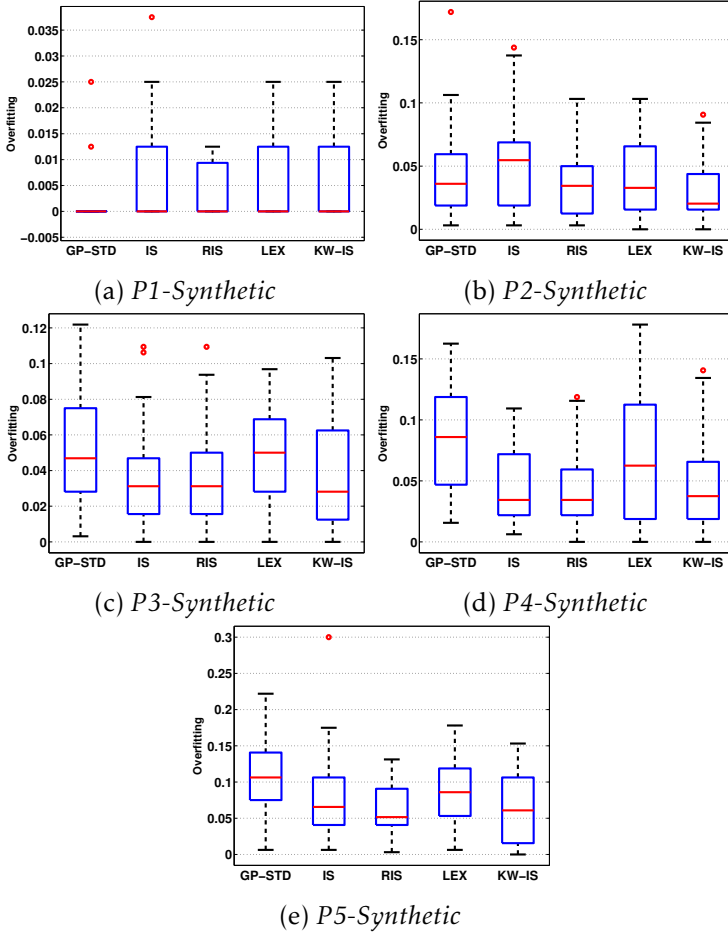 0.035
0.03
0.025
0.02
0.015
0.01
0.005
0
−0.005
Overfitting
GP−STD IS RIS LEX KW−IS
(a) P1-Synthetic
0.15
0.1
0.05
0
Overfitting
GP−STD IS RIS LEX KW−IS
(b) P2-Synthetic
0.12
0.1
0.08
0.06
0.04
0.02
0
Overfitting
GP−STD IS RIS LEX KW−IS
(c) P3-Synthetic
0.15
0.1
0.05
0
Overfitting
GP−STD IS RIS LEX KW−IS
(d) P4-Synthetic
0.3
0.25
0.2
0.15
0.1
0.05
0
Overfitting
GP−STD IS RIS LEX KW−IS
(e) P5-Synthetic